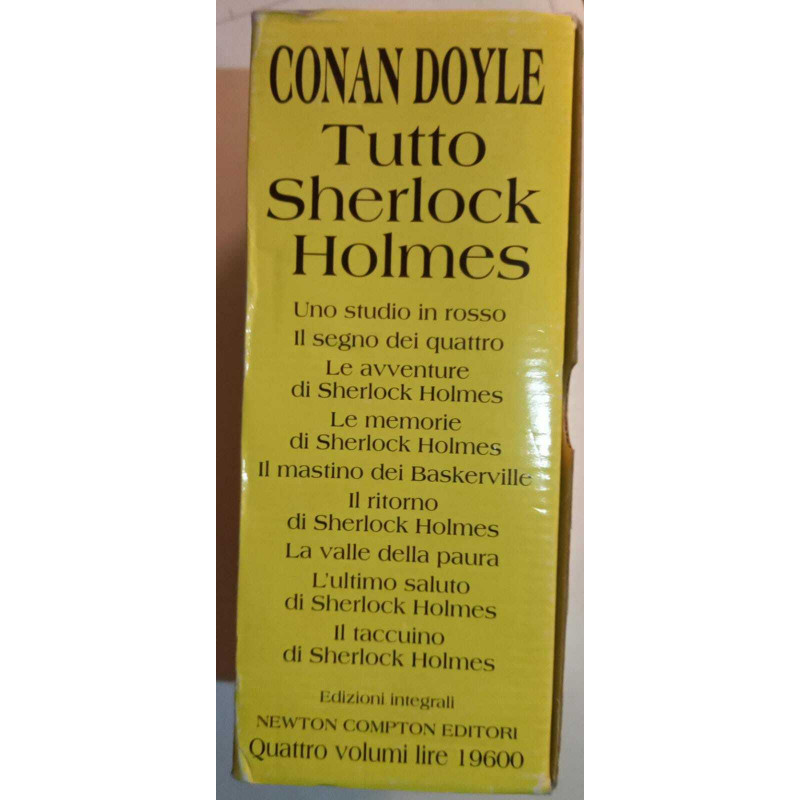 CONAN DOYLE
Tutto
Sherlock
Holmes
Uno studio in rosso
Il segno dei quattro
Le avventure
di Sherlock Holmes
Le memorie
di Sherlock Holmes
Il mastino dei Baskerville
Il ritorno
di Sherlock Holmes
La valle della paura
L'ultimo saluto
di Sherlock Holmes
Il taccuino
di Sherlock Holmes
Edizioni integrali
NEWTON COMPTON EDITORI
Quattro volumi lire 19600